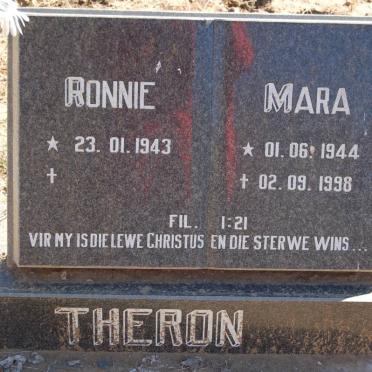 RONNIE MARA
★ 23. 01. 1943 ★ 01. 06. 1944
† † 02. 09. 1998
FIL. 1:21
VIR MY IS DIE LEWE CHRISTUS EN DIE STERWE WINS...
THERON